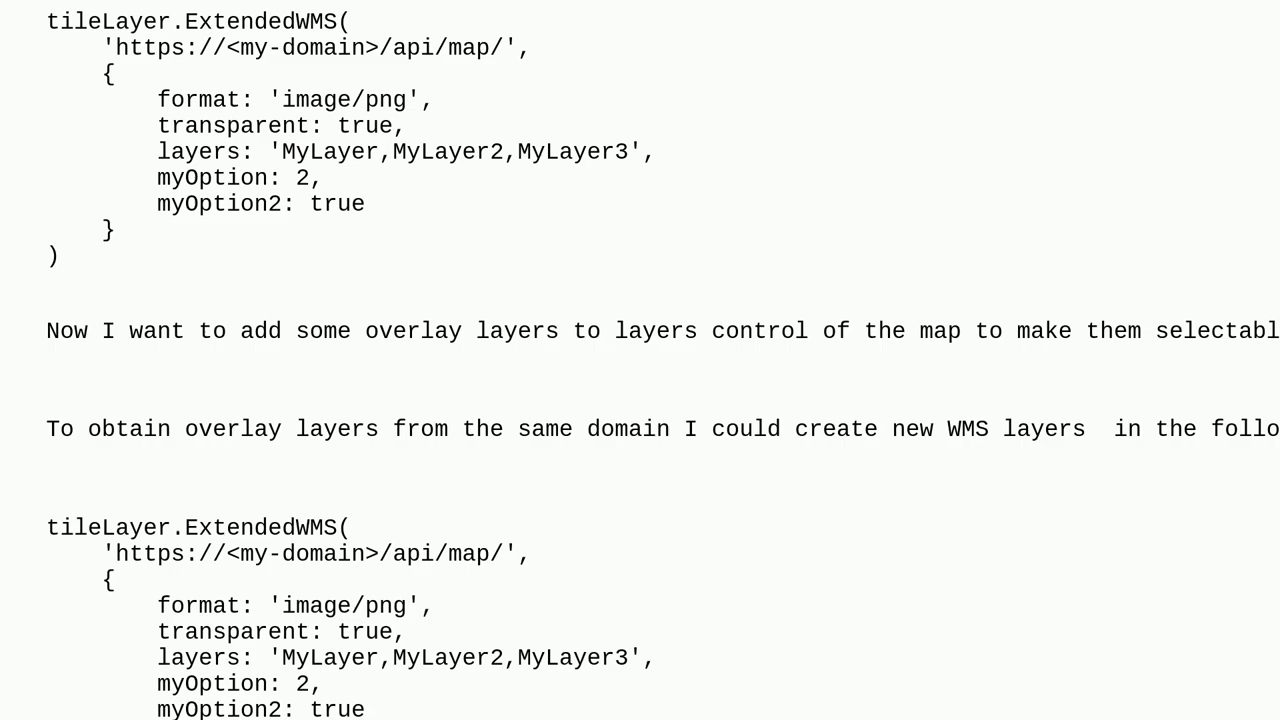 tileLayer.ExtendedWMS(
    'https://<my-domain>/api/map/',
    {
        format: 'image/png',
        transparent: true,
        layers: 'MyLayer,MyLayer2,MyLayer3',
        myOption: 2,
        myOption2: true
    }
)
Now I want to add some overlay layers to layers control of the map to make them selectabl
To obtain overlay layers from the same domain I could create new WMS layers  in the follo
tileLayer.ExtendedWMS(
    'https://<my-domain>/api/map/',
    {
        format: 'image/png',
        transparent: true,
        layers: 'MyLayer,MyLayer2,MyLayer3',
        myOption: 2,
        myOption2: true